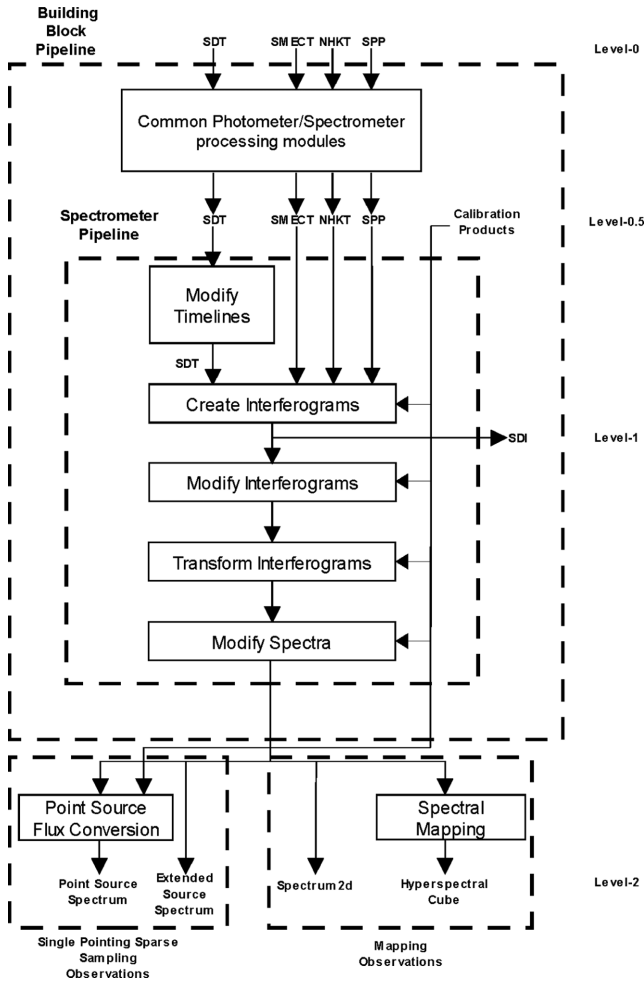 Building
Block
Pipeline
SDT SMECT NHKT SPP
Level-0
Common Photometer/Spectrometer
processing modules
Spectrometer
Pipeline
SDT SMECT NHKT SPP
Calibration
Products
Level-0.5
Modify
Timelines
SDT
Create Interferograms
SDI
Level-1
Modify Interferograms
Transform Interferograms
Modify Spectra
Point Source
Flux Conversion
Spectral
Mapping
Point Source
Spectrum
Extended
Source
Spectrum
Spectrum2d
Hyperspectral
Cube
Level-2
Single Pointing Sparse
Sampling
Observations
Mapping
Observations